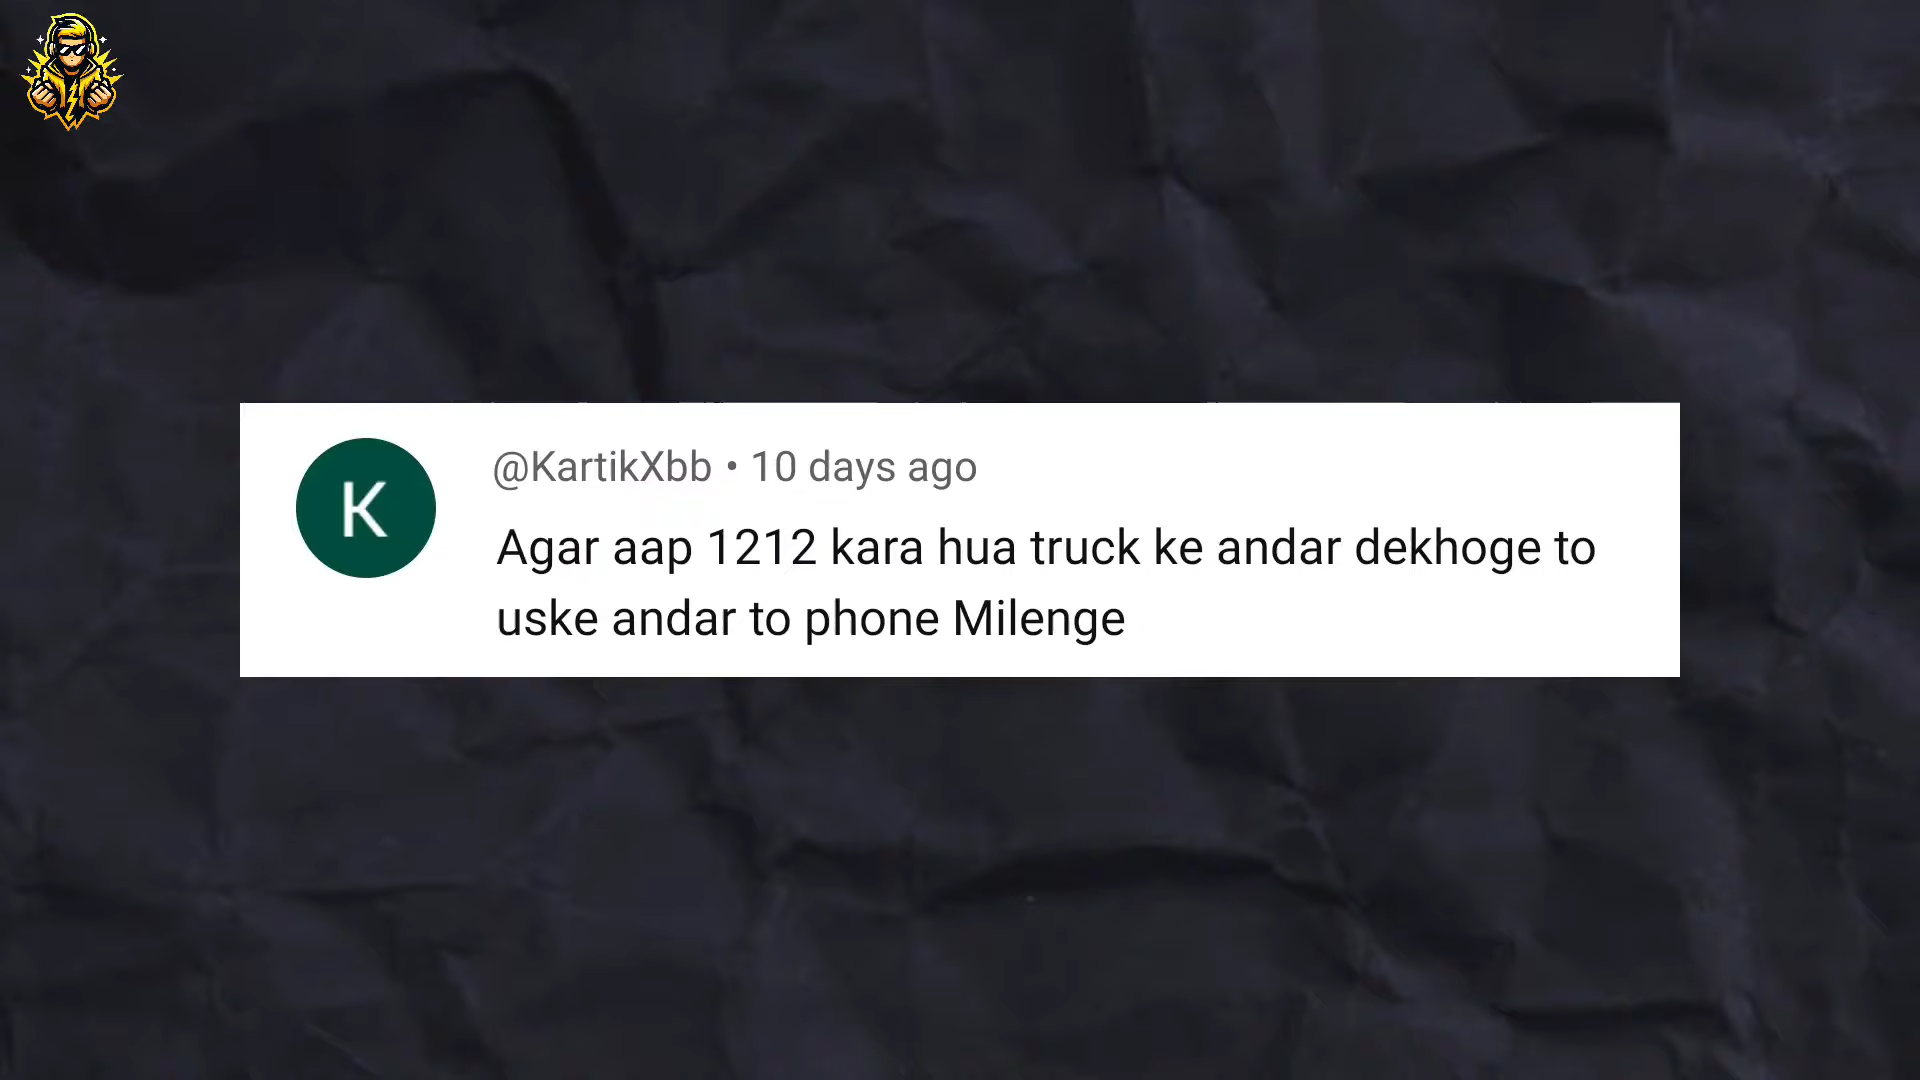 K
@KartikXbb • 10 days ago
Agar aap 1212 kara hua truck ke andar dekhoge to
uske andar to phone Milenge